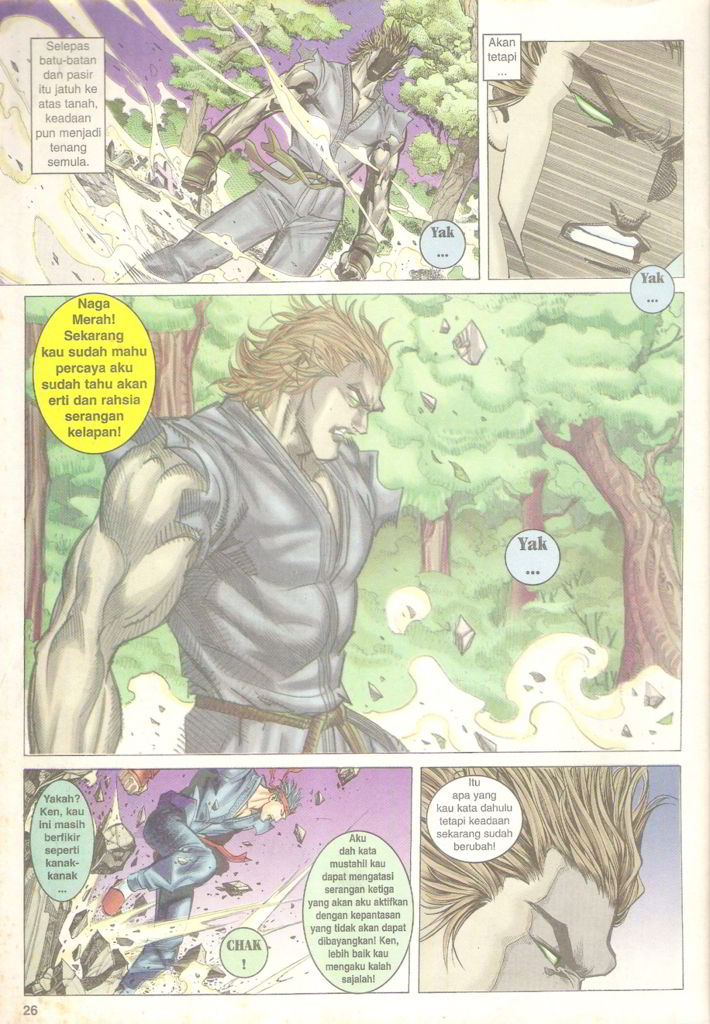 Selepas
batu-batan
dan pasir
itu jatuh ke
atas tanah,
keadaan
pun menjadi
tenang
semula.
Yak
...
Akan
tetapi
...
Yak
...
Naga
Merah!
Sekarang
kau sudah mahu
percaya aku
sudah tahu akan
erti dan rahsia
serangan
kelapan!
Yak
...
Yakah?
Ken, kau
ini masih
berfikir
seperti
kanak-
kanak
...
CHAK
!
Aku
dah kata
mustahil kau
dapat mengatasi
serangan ketiga
yang akan aku aktifkan
dengan kepantasan
yang tidak akan dapat
dibayangkan! Ken,
lebih baik kau
mengaku kalah
sajalah!
Itu
apa yang
kau kata dahulu
tetapi keadaan
sekarang sudah
berubah!
26